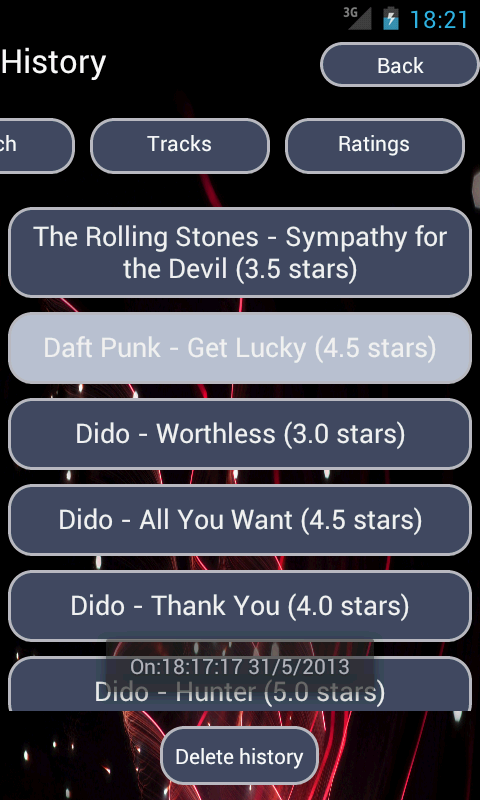 3G 18:21
History
Back
ch
Tracks
Ratings
The Rolling Stones - Sympathy for
the Devil (3.5 stars)
Daft Punk - Get Lucky (4.5 stars)
Dido - Worthless (3.0 stars)
Dido - All You Want (4.5 stars)
Dido - Thank You (4.0 stars)
On:18:17:17 31/5/2013
Dido - Hunter (5.0 stars)
Delete history